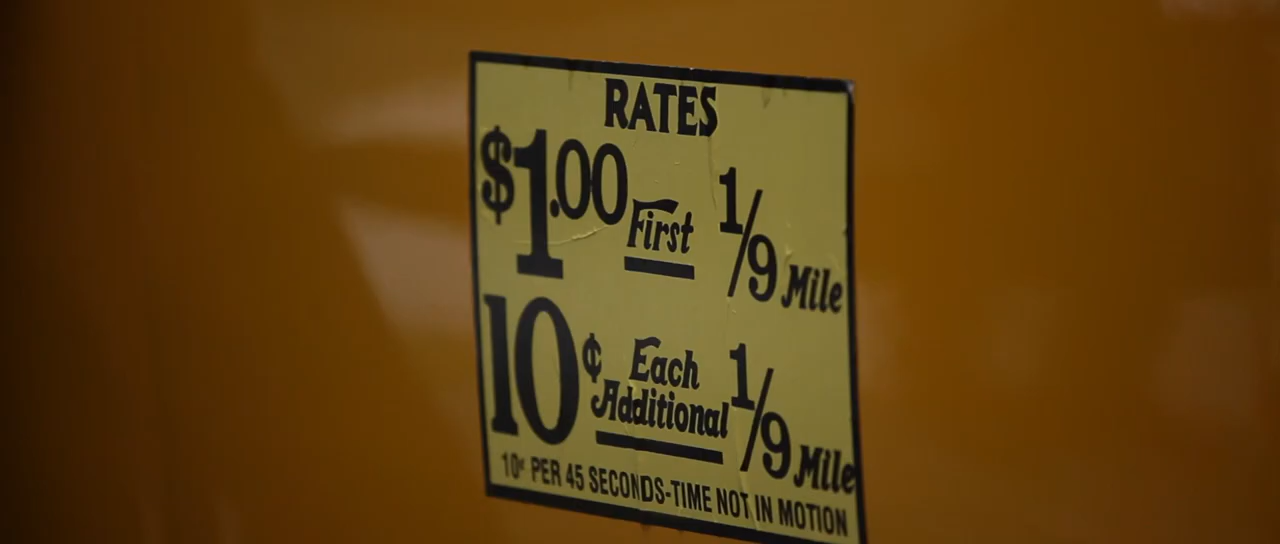 RATES
$1.00 First 1/9 Mile
10¢ Each Additional 1/9 Mile
10¢ PER 45 SECONDS-TIME NOT IN MOTION